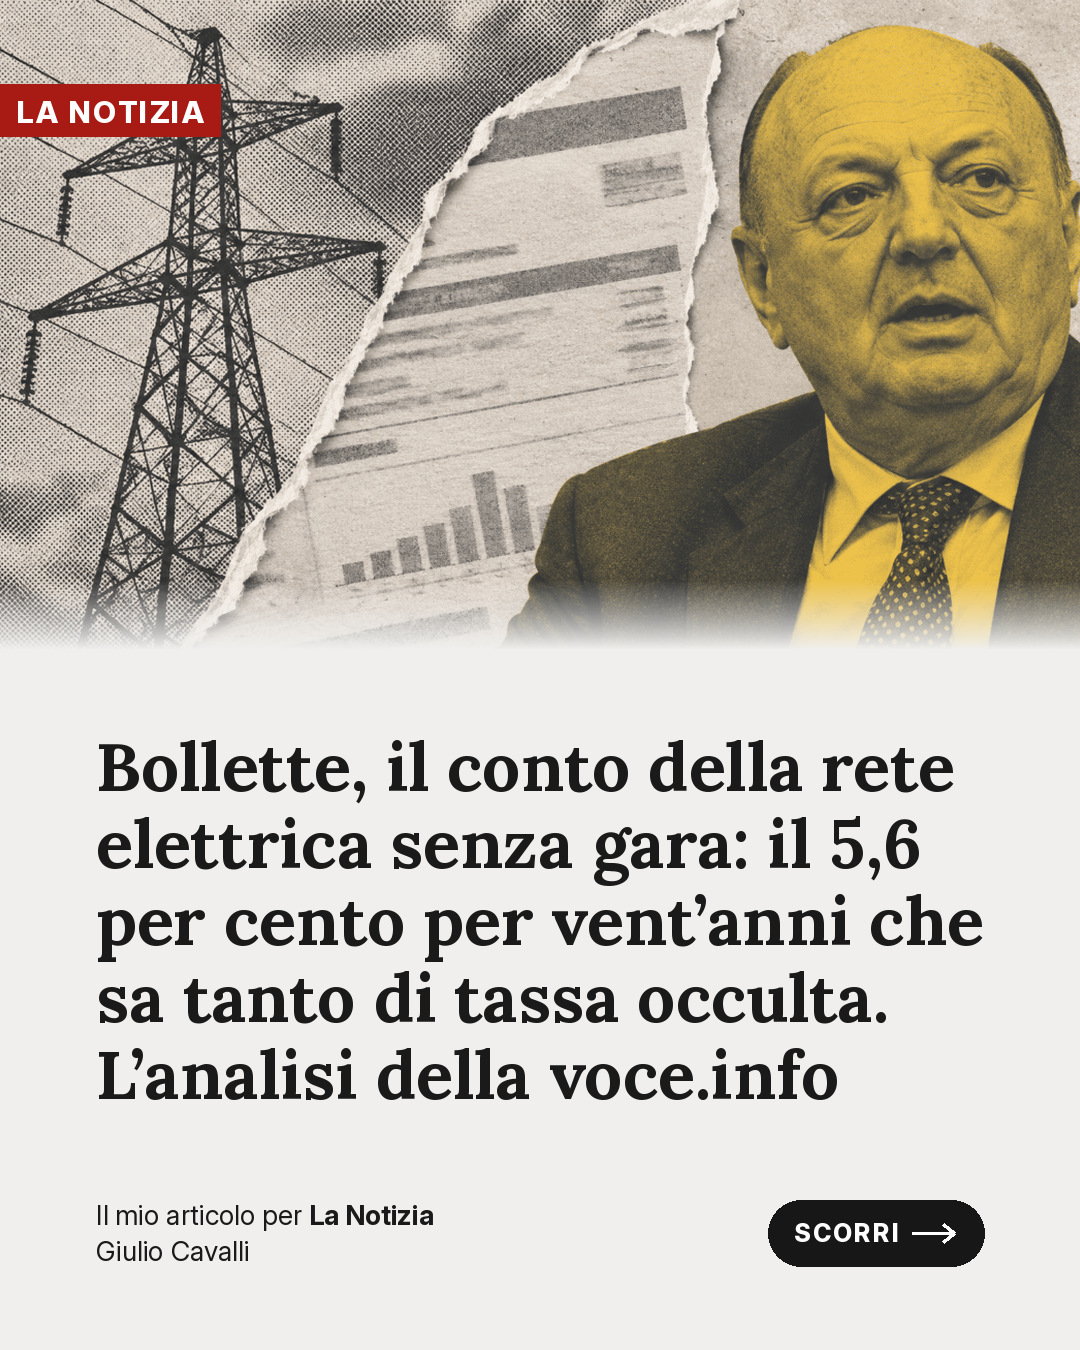 LA NOTIZIA
Bollette, il conto della rete
elettrica senza gara: il 5,6
per cento per vent’anni che
sa tanto di tassa occulta.
L’analisi della voce.info
Il mio articolo per La Notizia
Giulio Cavalli
SCORRI